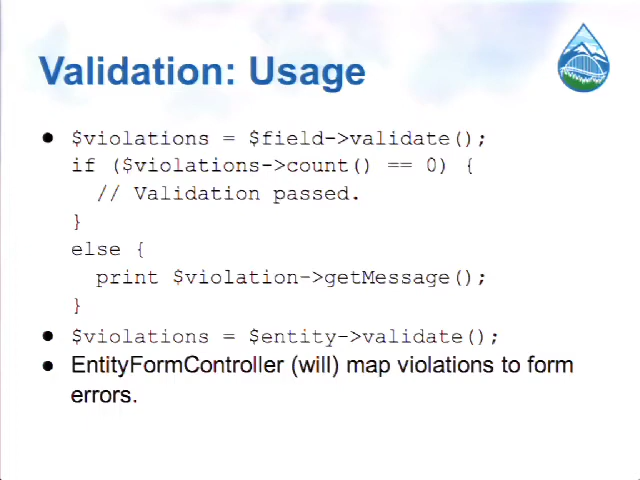 Validation: Usage
● $violations = $field->validate();
if ($violations->count() == 0) {
  // Validation passed.
}
else {
  print $violation->getMessage();
}
● $violations = $entity->validate();
● EntityFormController (will) map violations to form
errors.